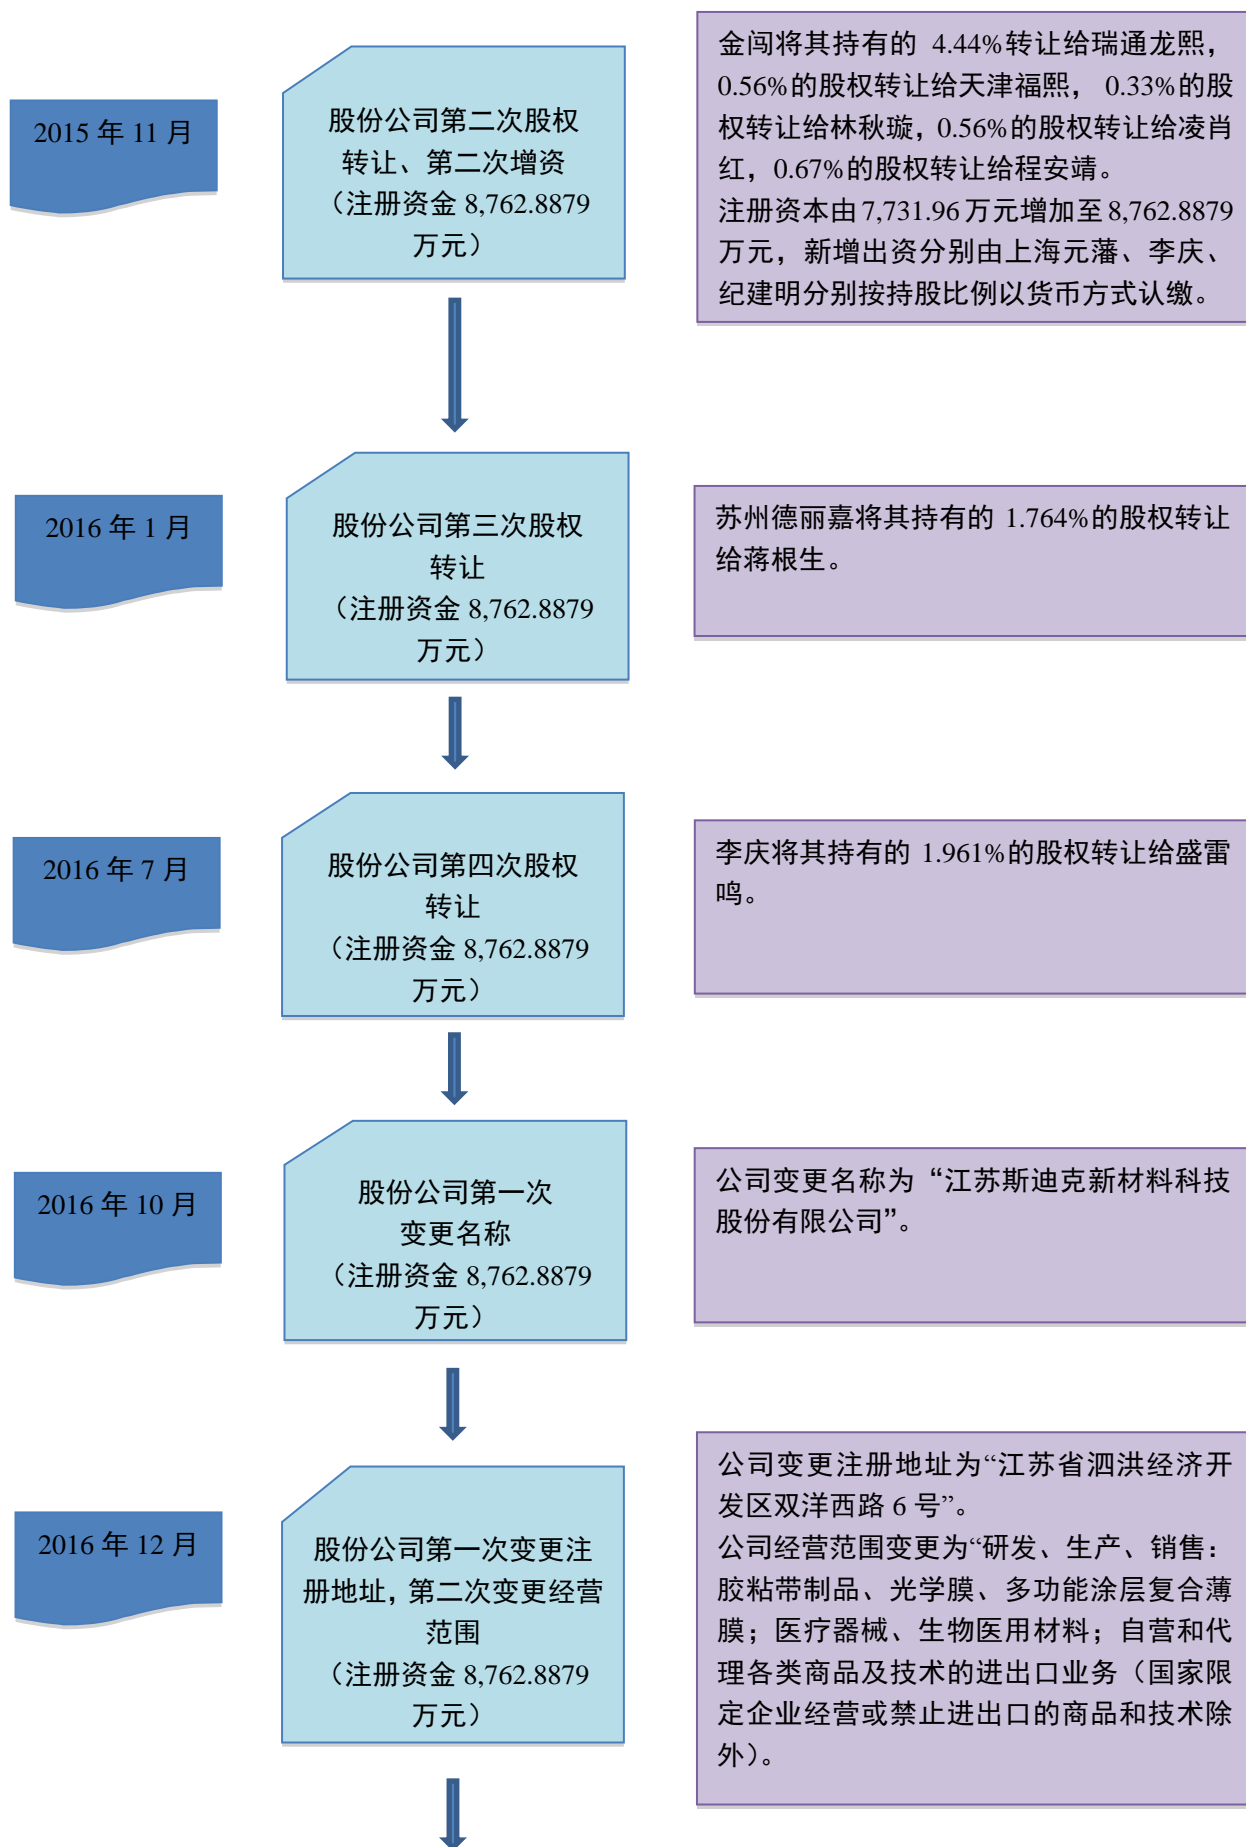 2015 年 11 月
股份公司第二次股权
转让、第二次增资
（注册资金 8,762.8879
万元）
金闯将其持有的 4.44%转让给瑞通龙熙，
0.56%的股权转让给天津福熙， 0.33%的股
权转让给林秋璇，0.56%的股权转让给凌肖
红，0.67%的股权转让给程安靖。
注册资本由 7,731.96 万元增加至 8,762.8879
万元，新增出资分别由上海元藩、李庆、
纪建明分别按持股比例以货币方式认缴。
2016 年 1 月
股份公司第三次股权
转让
（注册资金 8,762.8879
万元）
苏州德丽嘉将其持有的 1.764%的股权转让
给蒋根生。
2016 年 7 月
股份公司第四次股权
转让
（注册资金 8,762.8879
万元）
李庆将其持有的 1.961%的股权转让给盛雷
鸣。
2016 年 10 月
股份公司第一次
变更名称
（注册资金 8,762.8879
万元）
公司变更名称为 “江苏斯迪克新材料科技
股份有限公司”。
2016 年 12 月
股份公司第一次变更注
册地址，第二次变更经营
范围
（注册资金 8,762.8879
万元）
公司变更注册地址为“江苏省泗洪经济开
发区双洋西路 6 号”。
公司经营范围变更为“研发、生产、销售：
胶粘带制品、光学膜、多功能涂层复合薄
膜；医疗器械、生物医用材料；自营和代
理各类商品及技术的进出口业务（国家限
定企业经营或禁止进出口的商品和技术除
外）。